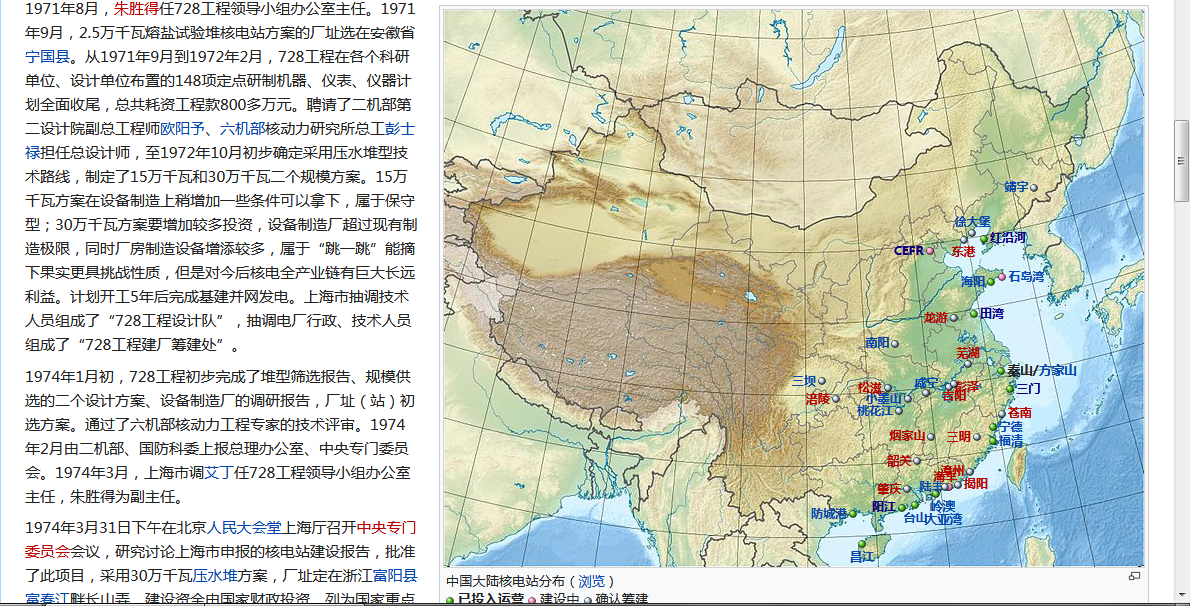 1971年8月，朱胜得任728工程领导小组办公室主任。1971
年9月，2.5万千瓦熔盐试验堆核电站方案的厂址选在安徽省
宁国县。从1971年9月到1972年2月，728工程在各个科研
单位、设计单位布置的148项定点研制机器、仪表、仪器计
划全面收尾，总共耗资工程款800多万元。聘请了二机部第
二设计院副总工程师欧阳予、六机部核动力研究所总工彭士
禄担任总设计师，至1972年10月初步确定采用压水堆型技
术路线，制定了15万千瓦和30万千瓦二个规模方案。15万
千瓦方案在设备制造上稍增加一些条件可以拿下，属于保守
型；30万千瓦方案要增加较多投资，设备制造厂超过现有制
造极限，同时厂房制造设备增添较多，属于“跳一跳”能摘
下果实更具挑战性质，但是对今后核电全产业链有巨大长远
利益。计划开工5年后完成基建并网发电。上海市抽调技术
人员组成了“728工程设计队”，抽调电厂行政、技术人员
组成了“728工程建厂筹建处”。
1974年1月初，728工程初步完成了堆型筛选报告、规模供
选的二个设计方案、设备制造厂的调研报告，厂址（站）初
选方案。通过了六机部核动力工程专家的技术评审。1974
年2月由二机部、国防科委上报总理办公室、中央专门委员
会。1974年3月，上海市调艾丁任728工程领导小组办公室
主任，朱胜得为副主任。
1974年3月31日下午在北京人民大会堂上海厅召开中央专门
委员会会议，研究讨论上海市申报的核电站建设报告，批准
了此项目，采用30万千瓦压水堆方案，厂址定在浙江富阳县
富春江畔长山弄，建设资金由国家财政投资，列为国家重点
靖宇
徐大堡
红沿河
CEFR
东港
海阳
石岛湾
龙游
田湾
南阳
芜湖
秦山/方家山
三坝
三门
松滋
咸宁
彭泽
涪陵
小墨山
青阳
桃花江
苍南
宁德
烟家山
三明
福清
韶关
漳州
揭阳
肇庆
陆丰
阳江
岭澳
防城港
台山
大亚湾
昌江
中国大陆核电站分布（浏览）
已投入运营
建设中
确认筹建